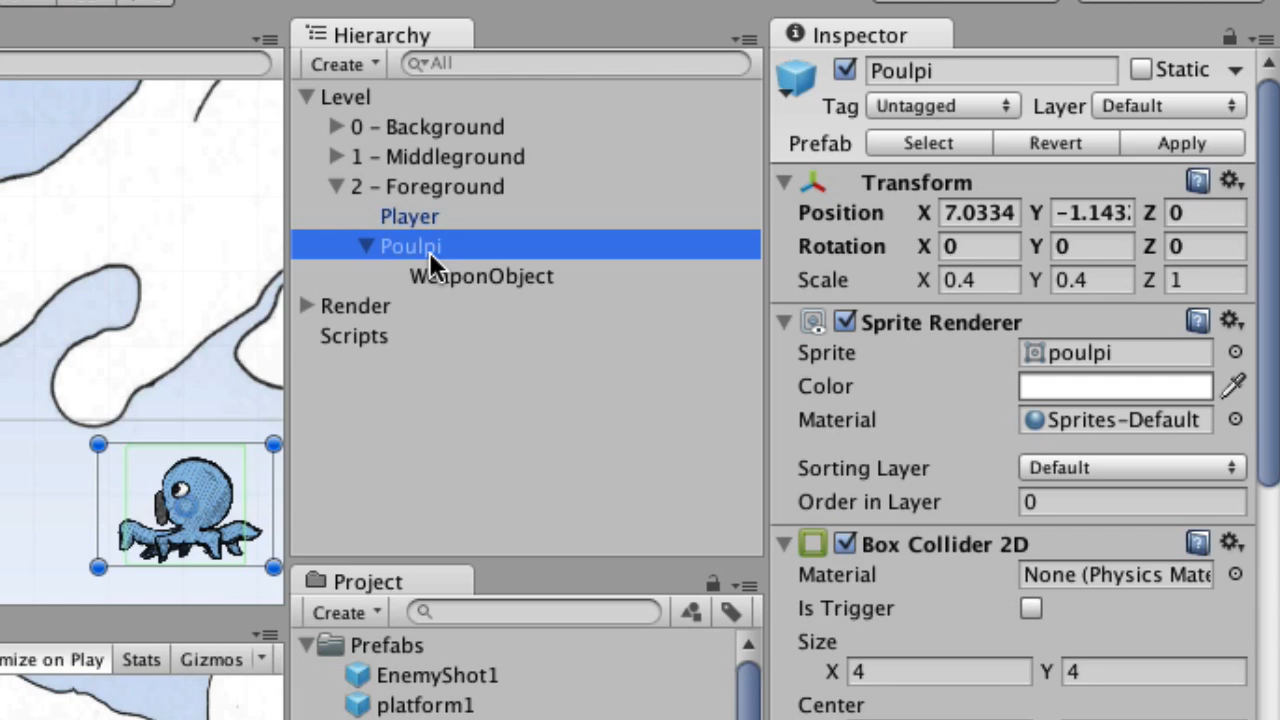 Hierarchy
Create
All
Level
0 – Background
1 – Middleground
2 – Foreground
Player
Poulpi
WeaponObject
Render
Scripts
mize on Play Stats Gizmos
Project
Create
Prefabs
EnemyShot1
platform1
Inspector
Poulpi Static
Tag Untagged Layer Default
Prefab Select Revert Apply
Transform
Position X 7.0334 Y −1.143: Z 0
Rotation X 0 Y 0 Z 0
Scale X 0.4 Y 0.4 Z 1
Sprite Renderer
Sprite poulpi
Color
Material Sprites–Default
Sorting Layer Default
Order in Layer 0
Box Collider 2D
Material None (Physics Mate
Is Trigger
Size
X 4 Y 4
Center